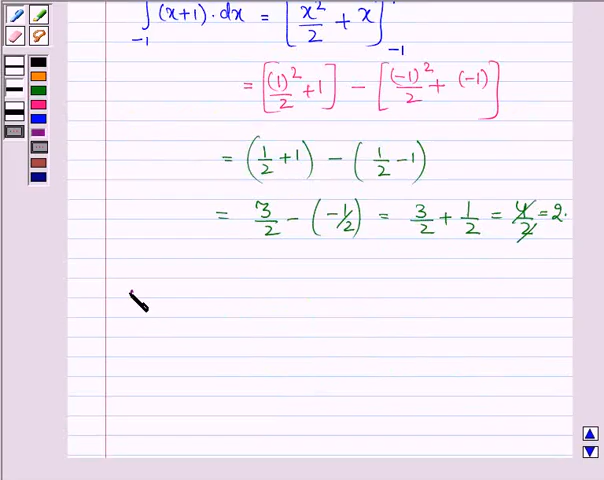 ∫₋₁ (x+1)·dx = [x²/2 + x]₋₁
= [(1)²/2 + 1] − [(-1)²/2 + (-1)]
= (1/2 + 1) − (1/2 − 1)
= 3/2 − (−1/2) = 3/2 + 1/2 = 4/2 = 2.